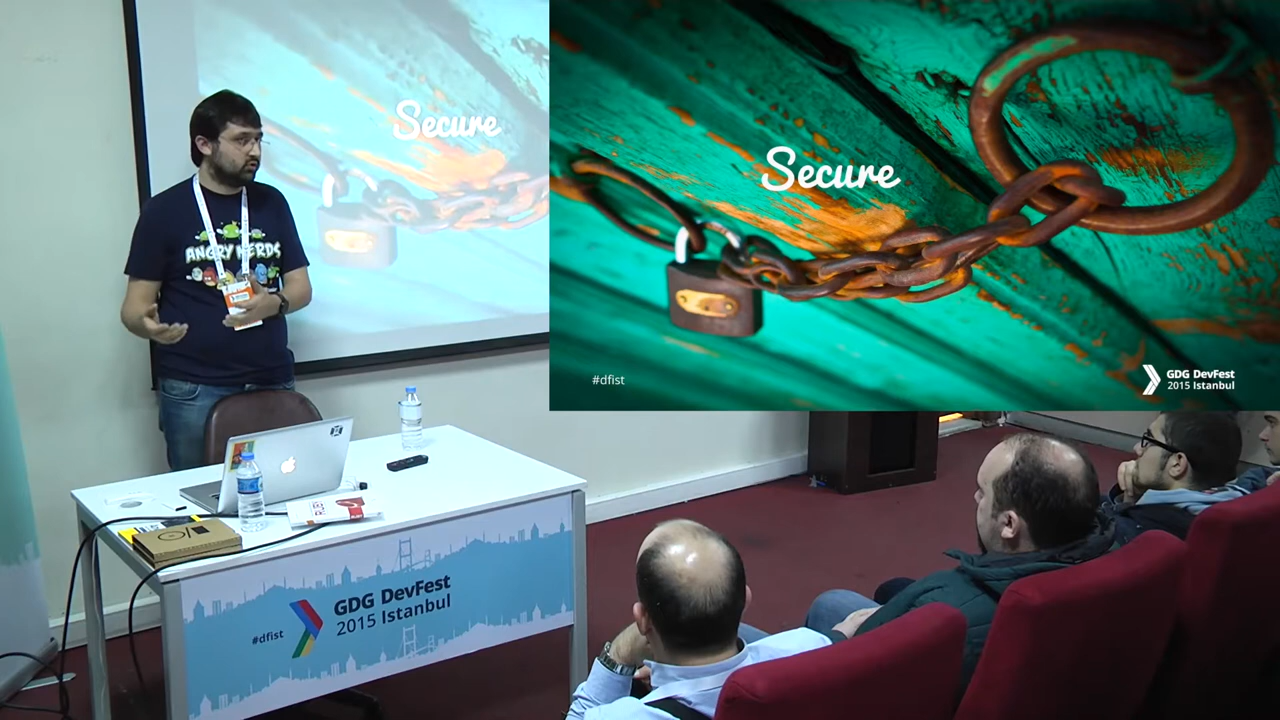 Secure
ANGRY NERDS
Secure
#dfist
GDG DevFest
2015 Istanbul
#dfist
GDG DevFest
2015 Istanbul